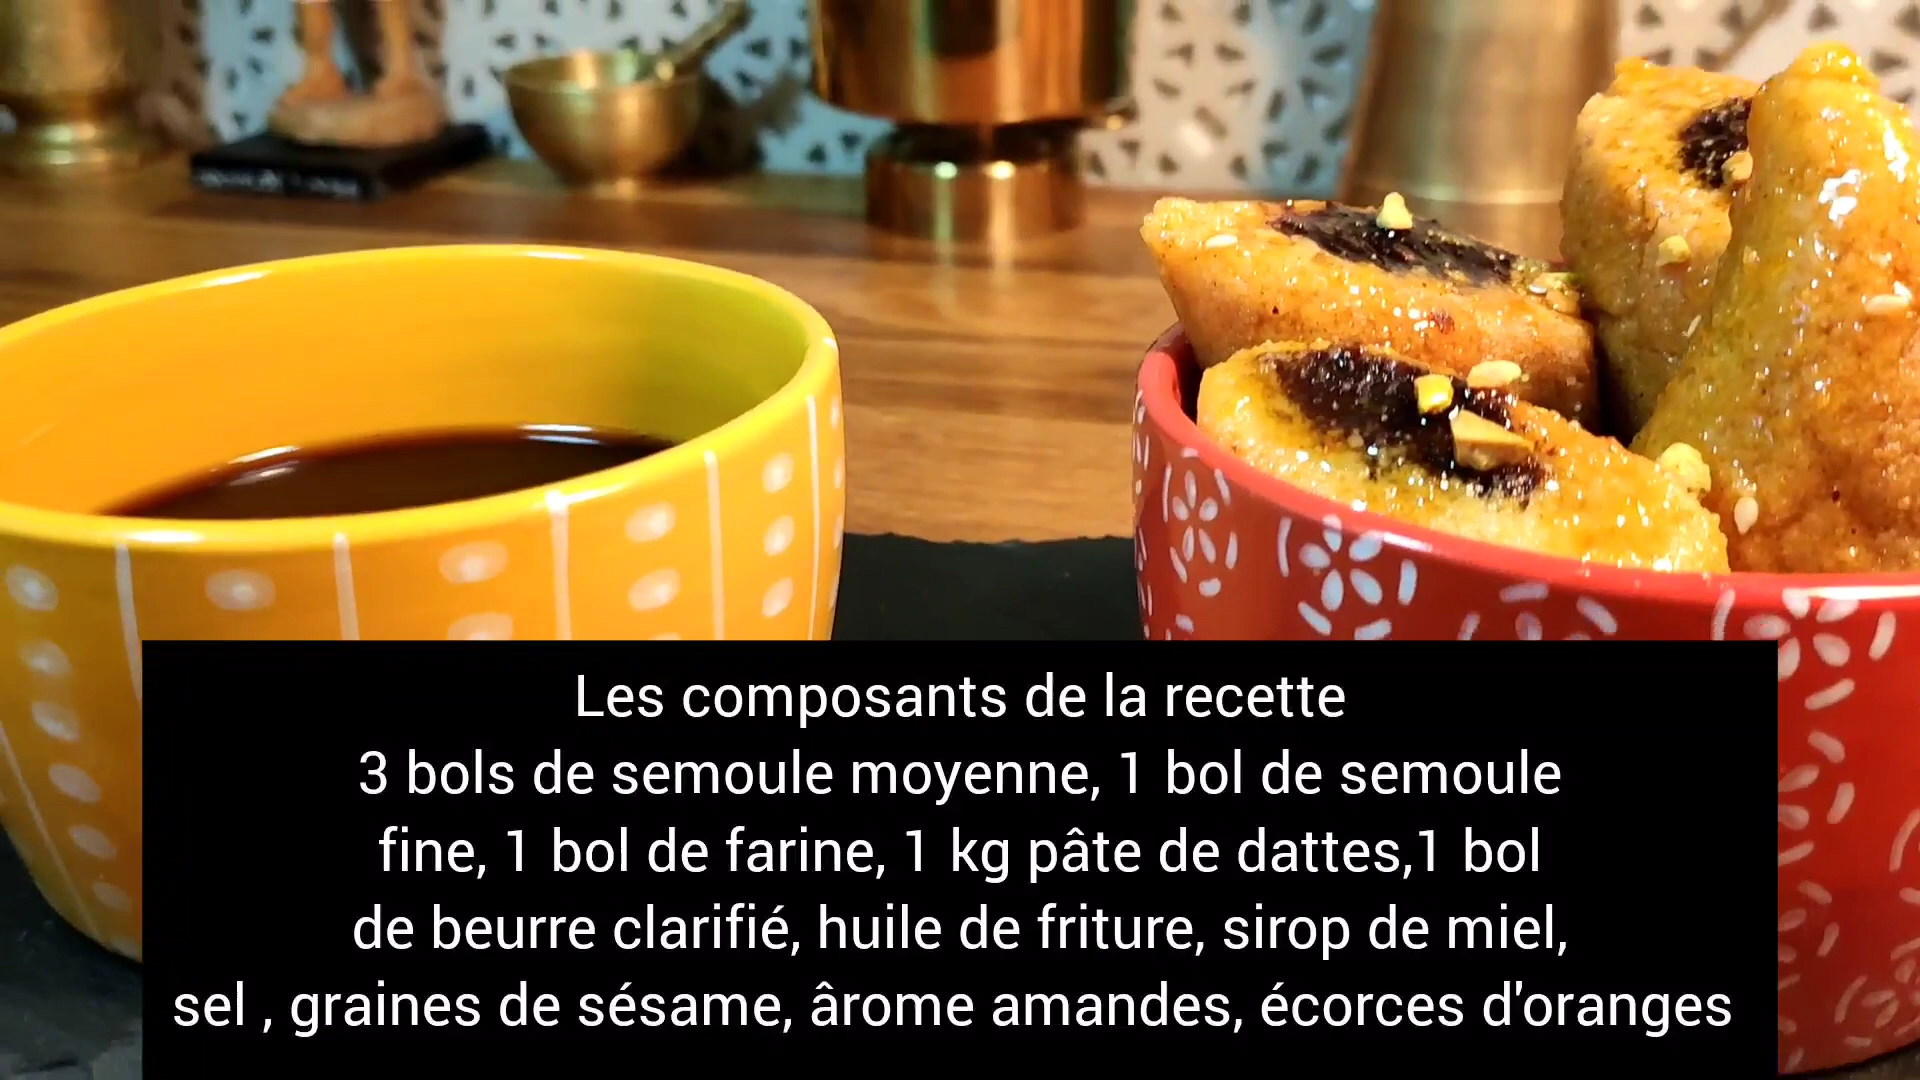 Les composants de la recette
3 bols de semoule moyenne, 1 bol de semoule
fine, 1 bol de farine, 1 kg pâte de dattes,1 bol
de beurre clarifié, huile de friture, sirop de miel,
sel , graines de sésame, ârome amandes, écorces d'oranges